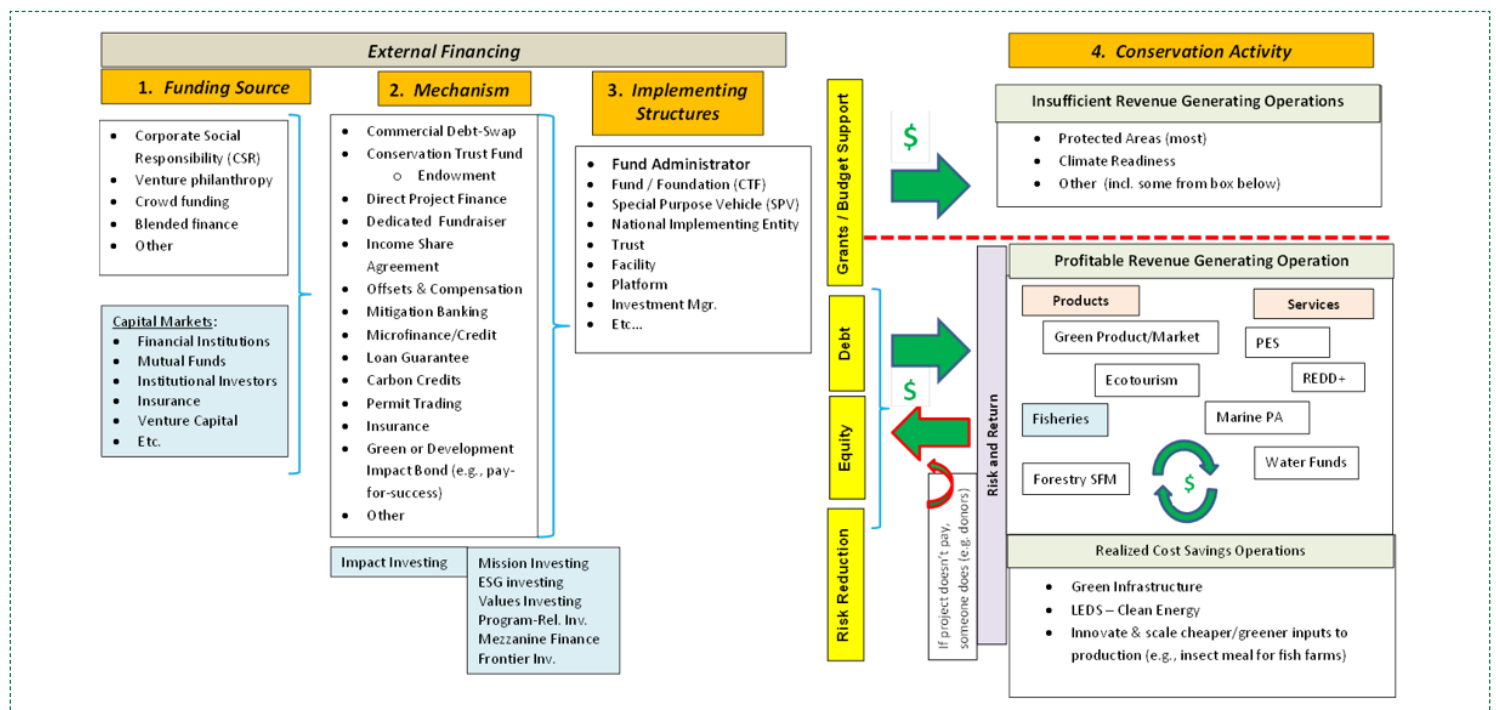 External Financing
1. Funding Source
• Corporate Social
Responsibility (CSR)
• Venture philanthropy
• Crowd funding
• Blended finance
• Other
Capital Markets:
• Financial Institutions
• Mutual Funds
• Institutional Investors
• Insurance
• Venture Capital
• Etc.
2. Mechanism
• Commercial Debt-Swap
• Conservation Trust Fund
o Endowment
• Direct Project Finance
• Dedicated Fundraiser
• Income Share
Agreement
• Offsets & Compensation
• Mitigation Banking
• Microfinance/Credit
• Loan Guarantee
• Carbon Credits
• Permit Trading
• Insurance
• Green or Development
Impact Bond (e.g., pay-
for-success)
• Other
Impact Investing
Mission Investing
ESG investing
Values Investing
Program-Rel. Inv.
Mezzanine Finance
Frontier Inv.
3. Implementing
Structures
• Fund Administrator
• Fund / Foundation (CTF)
• Special Purpose Vehicle (SPV)
• National Implementing Entity
• Trust
• Facility
• Platform
• Investment Mgr.
• Etc...
Grants / Budget Support
Debt
Equity
Risk Reduction
$
$
If project doesn't pay,
someone does (e.g. donors)
Risk and Return
4. Conservation Activity
Insufficient Revenue Generating Operations
• Protected Areas (most)
• Climate Readiness
• Other (incl. some from box below)
Profitable Revenue Generating Operation
Products
Services
Green Product/Market
PES
Ecotourism
REDD+
Fisheries
Marine PA
Forestry SFM
Water Funds
$
Realized Cost Savings Operations
• Green Infrastructure
• LEDS – Clean Energy
• Innovate & scale cheaper/greener inputs to
production (e.g., insect meal for fish farms)